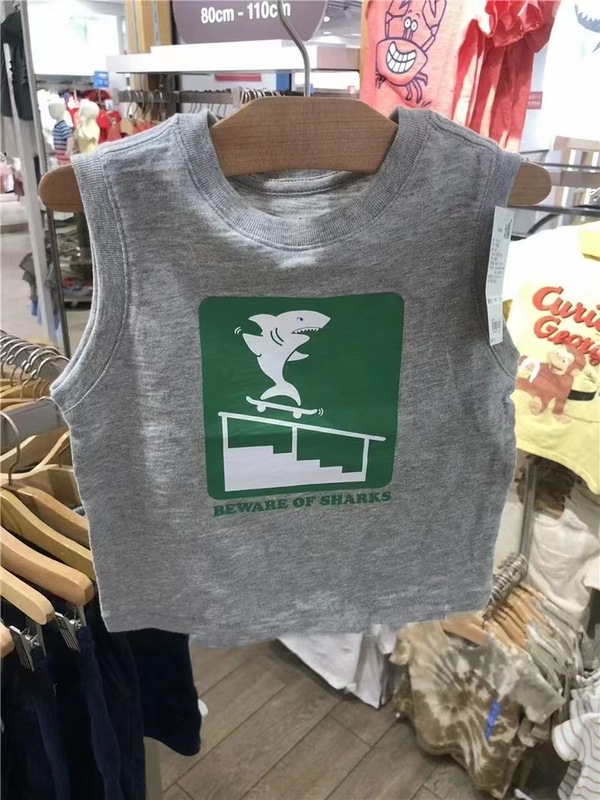 80cm - 110cm
Curious
George
BEWARE OF SHARKS